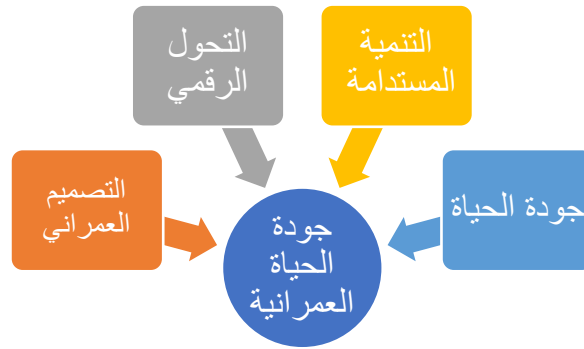 التنمية
المستدامة
التحول
الرقمي
جودة الحياة
التصميم
العمراني
جودة
الحياة
العمرانية